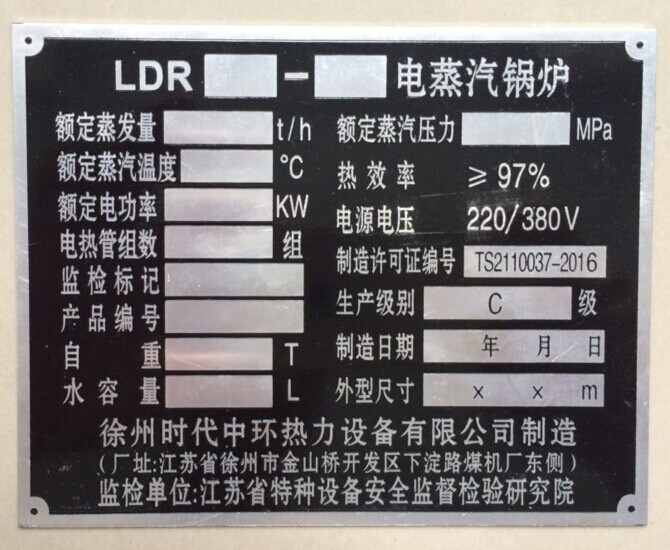 LDR - 电蒸汽锅炉
额定蒸发量 t/h 额定蒸汽压力 MPa
额定蒸汽温度 ℃ 热效率 ≥97%
额定电功率 KW 电源电压 220/380V
电热管组数 组 制造许可证编号 TS2110037-2016
监检标记 生产级别 C 级
产品编号 制造日期 年 月 日
自重 T 外型尺寸 × × m
水容量 L
徐州时代中环热力设备有限公司制造
(厂址:江苏省徐州市金山桥开发区下淀路煤机厂东侧)
监检单位:江苏省特种设备安全监督检验研究院